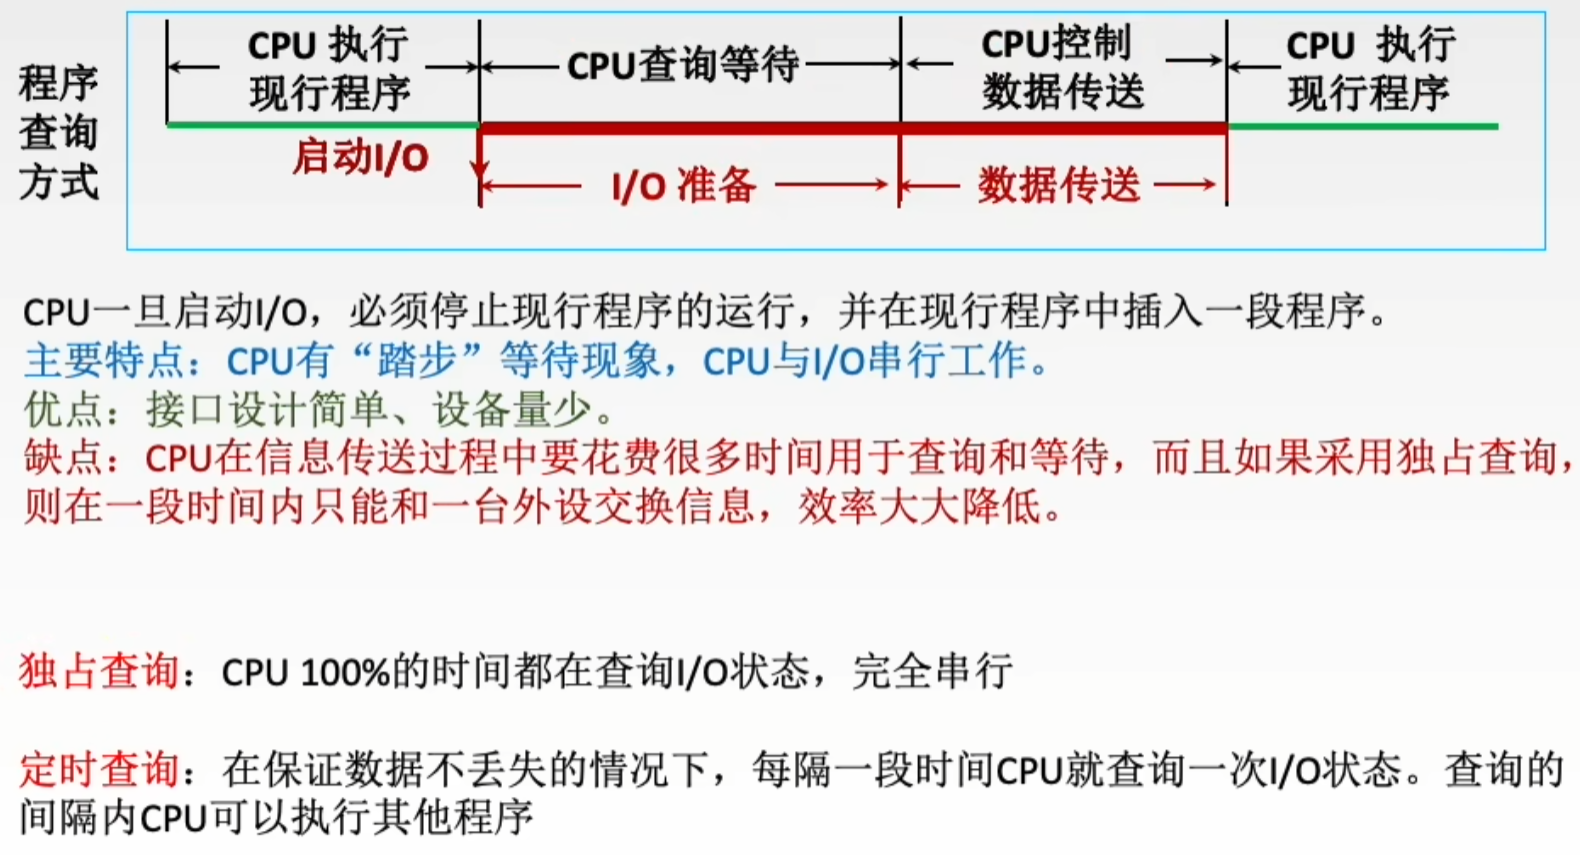 程序
查询
方式
CPU 执行
现行程序
CPU查询等待
CPU控制
数据传送
CPU 执行
现行程序
启动I/O
I/O 准备
数据传送
CPU一旦启动I/O，必须停止现行程序的运行，并在现行程序中插入一段程序。
主要特点：CPU有“踏步”等待现象，CPU与I/O串行工作。
优点：接口设计简单、设备量少。
缺点：CPU在信息传送过程中要花费很多时间用于查询和等待，而且如果采用独占查询，
则在一段时间内只能和一台外设交换信息，效率大大降低。
独占查询：CPU 100%的时间都在查询I/O状态，完全串行
定时查询：在保证数据不丢失的情况下，每隔一段时间CPU就查询一次I/O状态。查询的
间隔内CPU可以执行其他程序